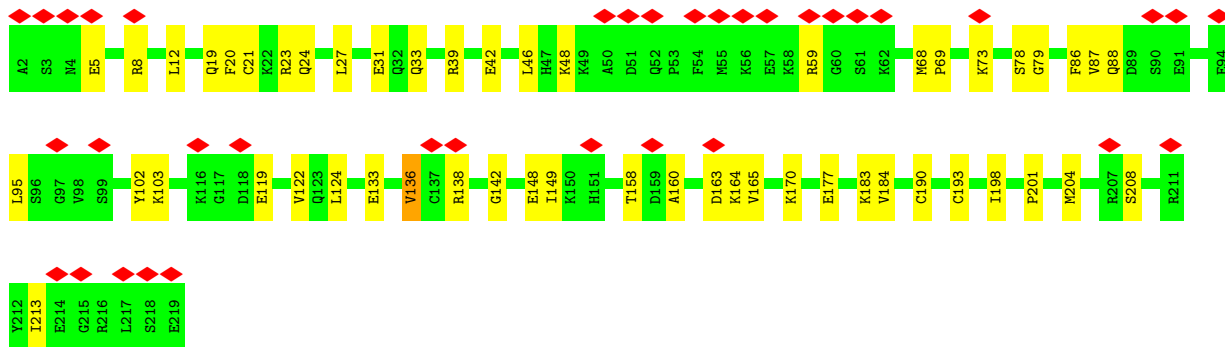 A2 S3 N4 E5 R8 L12 Q19 F20 C21 K22 R23 Q24 L27 E31 Q32 Q33 R39 E42 L46 H47 K48 K49 A50 D51 Q52 P53 F54 M55 K56 E57 K58 R59 G60 S61 K62 M68 P69 K73 S78 G79 F86 V87 Q88 D89 S90 E91 E94
L95 S96 G97 V98 S99 Y102 K103 K116 G117 D118 E119 V122 Q123 L124 E133 V136 C137 R138 G142 E148 I149 K150 H151 T158 D159 A160 D163 K164 V165 K170 E177 K183 V184 C190 C193 I198 P201 M204 R207 S208 R211
Y212 I213 E214 G215 R216 L217 S218 E219